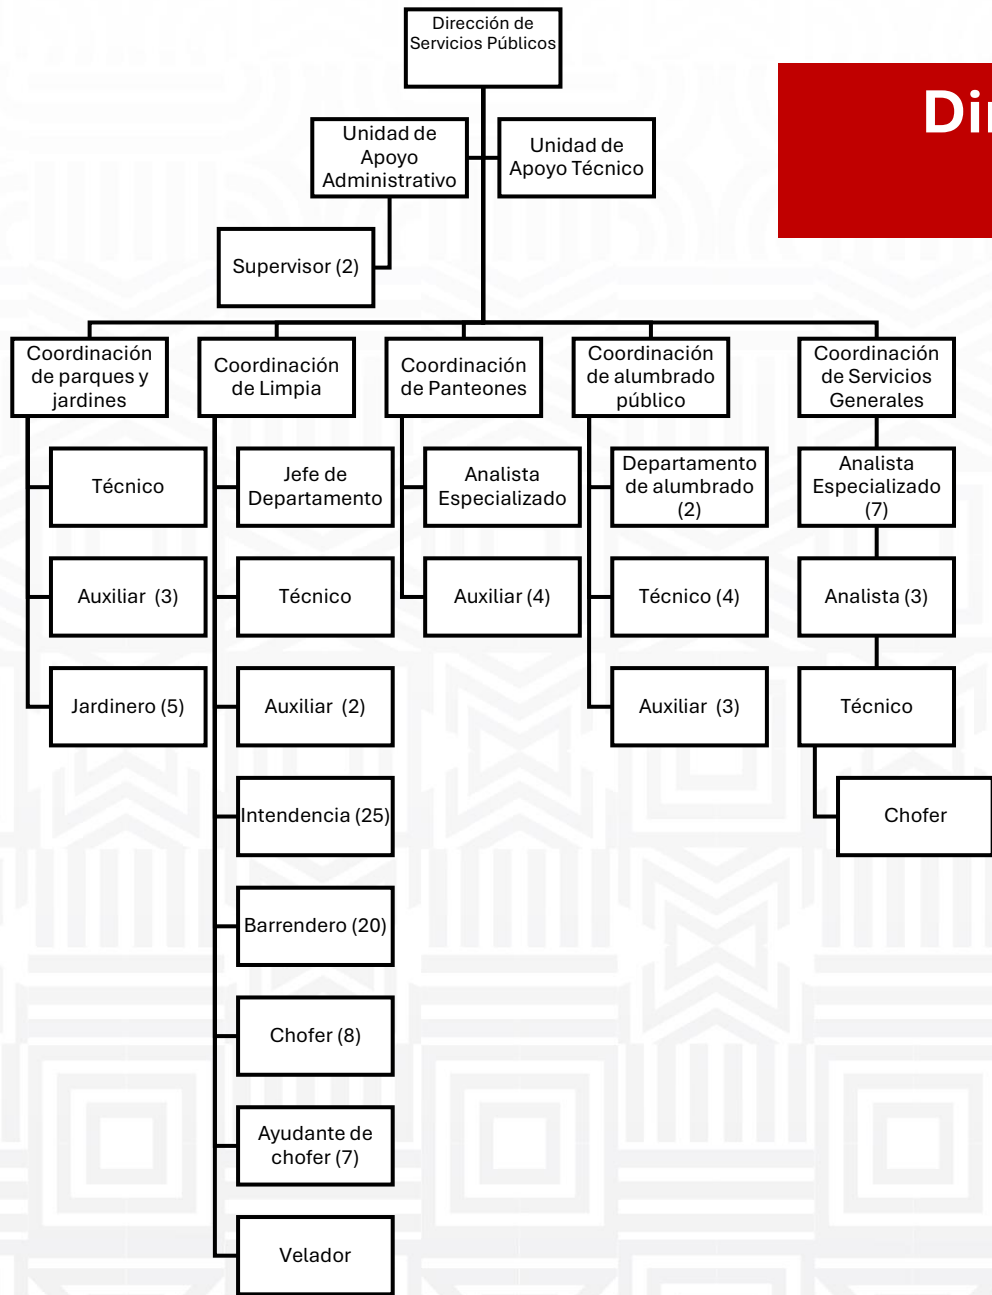 Dirección de
Servicios Públicos
Dir
Unidad de
Apoyo
Administrativo
Unidad de
Apoyo Técnico
Supervisor (2)
Coordinación
de parques y
jardines
Coordinación
de Limpia
Coordinación
de Panteones
Coordinación
de alumbrado
público
Coordinación
de Servicios
Generales
Técnico
Auxiliar (3)
Jardinero (5)
Jefe de
Departamento
Técnico
Auxiliar (2)
Intendencia (25)
Barrendero (20)
Chofer (8)
Ayudante de
chofer (7)
Velador
Analista
Especializado
Auxiliar (4)
Departamento
de alumbrado
(2)
Técnico (4)
Auxiliar (3)
Analista
Especializado
(7)
Analista (3)
Técnico
Chofer